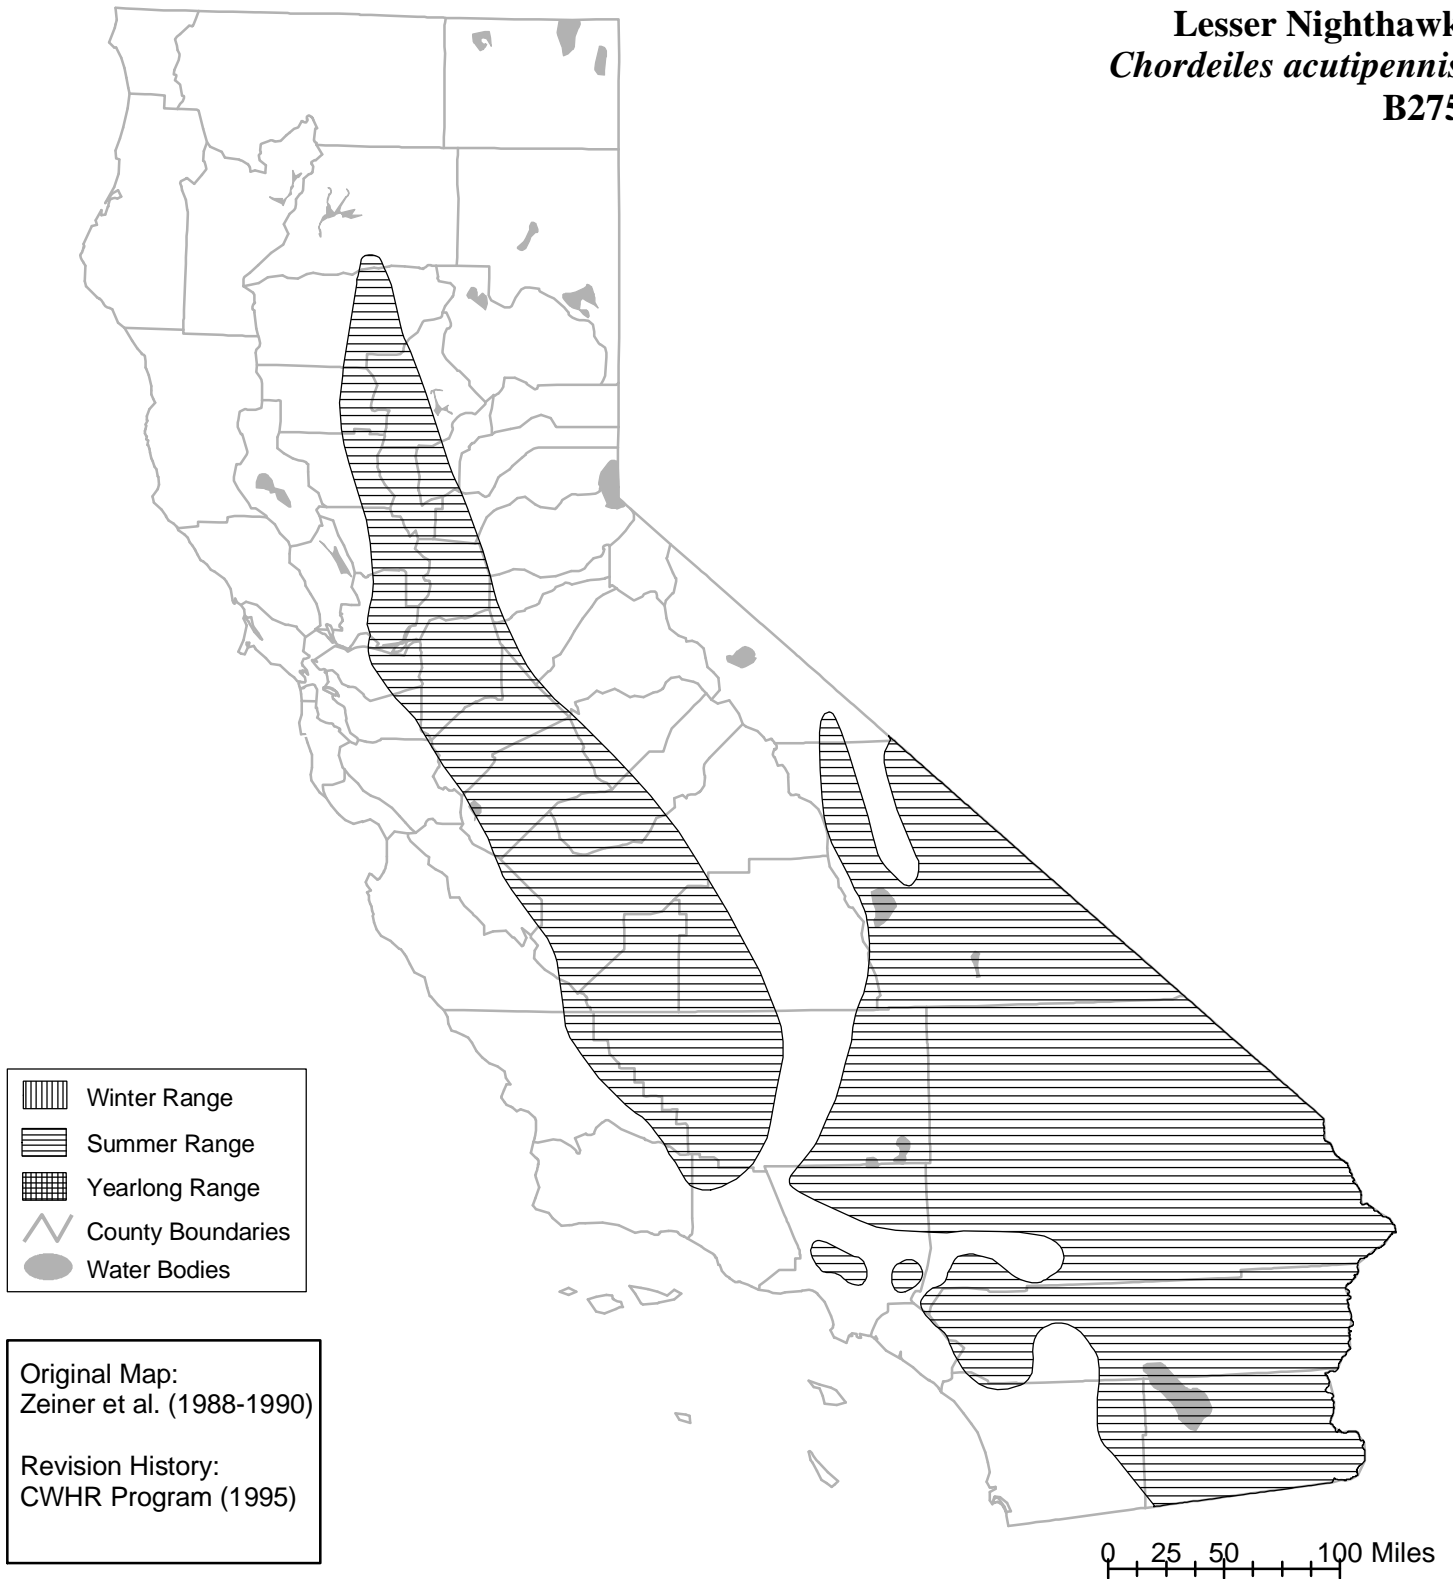 Lesser Nighthawk
Chordeiles acutipennis
B275
Winter Range
Summer Range
Yearlong Range
County Boundaries
Water Bodies
Original Map:
Zeiner et al. (1988-1990)
Revision History:
CWHR Program (1995)
0 25 50 100 Miles